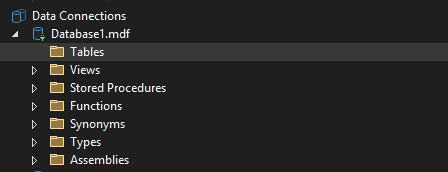 Data Connections
Database1.mdf
Tables
Views
Stored Procedures
Functions
Synonyms
Types
Assemblies